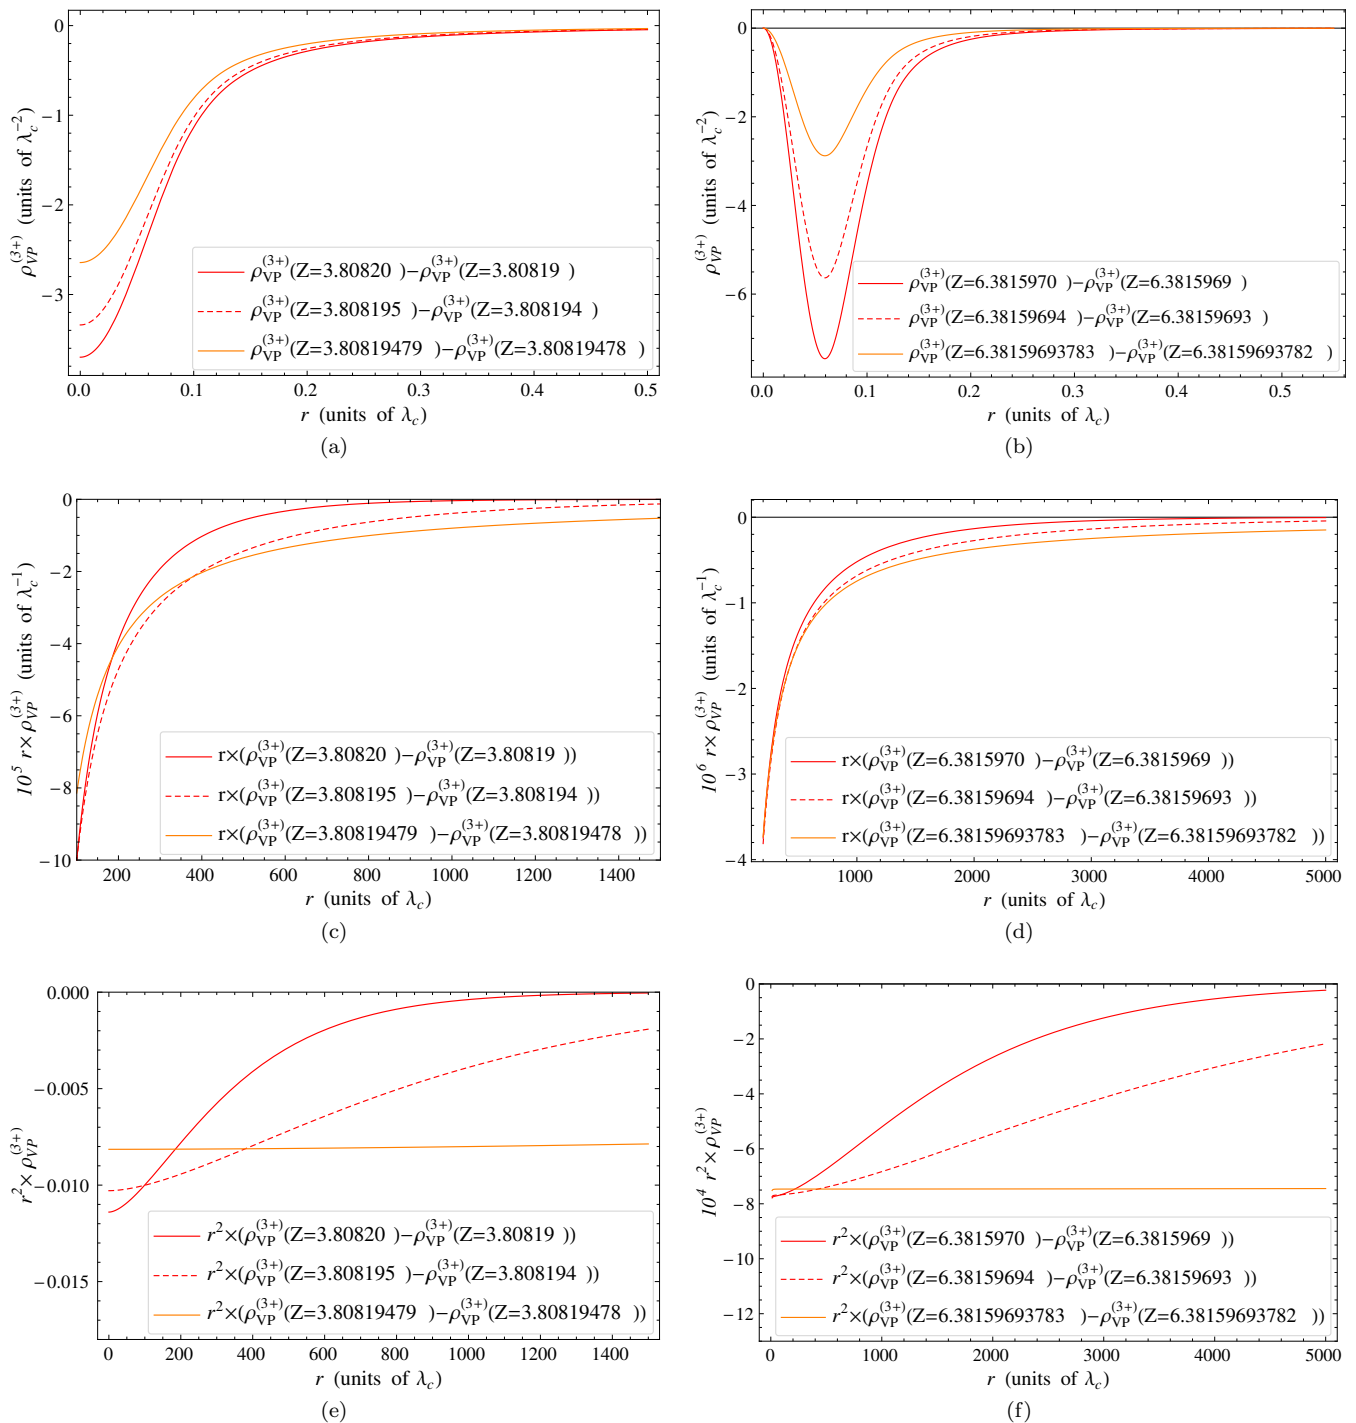 0
−1
−2
−3
0.0 0.1 0.2 0.3 0.4 0.5
ρ_VP^(3+) (units of λ_c^−2)
r (units of λ_c)
ρ_VP^(3+)(Z=3.80820 )−ρ_VP^(3+)(Z=3.80819 )
ρ_VP^(3+)(Z=3.808195 )−ρ_VP^(3+)(Z=3.808194 )
ρ_VP^(3+)(Z=3.80819479 )−ρ_VP^(3+)(Z=3.80819478 )
(a)
0
−2
−4
−6
0.0 0.1 0.2 0.3 0.4 0.5
ρ_VP^(3+) (units of λ_c^−2)
r (units of λ_c)
ρ_VP^(3+)(Z=6.3815970 )−ρ_VP^(3+)(Z=6.3815969 )
ρ_VP^(3+)(Z=6.38159694 )−ρ_VP^(3+)(Z=6.38159693 )
ρ_VP^(3+)(Z=6.38159693783 )−ρ_VP^(3+)(Z=6.38159693782 )
(b)
0
−2
−4
−6
−8
−10
200 400 600 800 1000 1200 1400
10^5 r×ρ_VP^(3+) (units of λ_c^−1)
r (units of λ_c)
r×(ρ_VP^(3+)(Z=3.80820 )−ρ_VP^(3+)(Z=3.80819 ))
r×(ρ_VP^(3+)(Z=3.808195 )−ρ_VP^(3+)(Z=3.808194 ))
r×(ρ_VP^(3+)(Z=3.80819479 )−ρ_VP^(3+)(Z=3.80819478 ))
(c)
0
−1
−2
−3
−4
1000 2000 3000 4000 5000
10^6 r×ρ_VP^(3+) (units of λ_c^−1)
r (units of λ_c)
r×(ρ_VP^(3+)(Z=6.3815970 )−ρ_VP^(3+)(Z=6.3815969 ))
r×(ρ_VP^(3+)(Z=6.38159694 )−ρ_VP^(3+)(Z=6.38159693 ))
r×(ρ_VP^(3+)(Z=6.38159693783 )−ρ_VP^(3+)(Z=6.38159693782 ))
(d)
0.000
−0.005
−0.010
−0.015
0 200 400 600 800 1000 1200 1400
r^2×ρ_VP^(3+)
r (units of λ_c)
r^2×(ρ_VP^(3+)(Z=3.80820 )−ρ_VP^(3+)(Z=3.80819 ))
r^2×(ρ_VP^(3+)(Z=3.808195 )−ρ_VP^(3+)(Z=3.808194 ))
r^2×(ρ_VP^(3+)(Z=3.80819479 )−ρ_VP^(3+)(Z=3.80819478 ))
(e)
0
−2
−4
−6
−8
−10
−12
0 1000 2000 3000 4000 5000
10^4 r^2×ρ_VP^(3+)
r (units of λ_c)
r^2×(ρ_VP^(3+)(Z=6.3815970 )−ρ_VP^(3+)(Z=6.3815969 ))
r^2×(ρ_VP^(3+)(Z=6.38159694 )−ρ_VP^(3+)(Z=6.38159693 ))
r^2×(ρ_VP^(3+)(Z=6.38159693783 )−ρ_VP^(3+)(Z=6.38159693782 ))
(f)